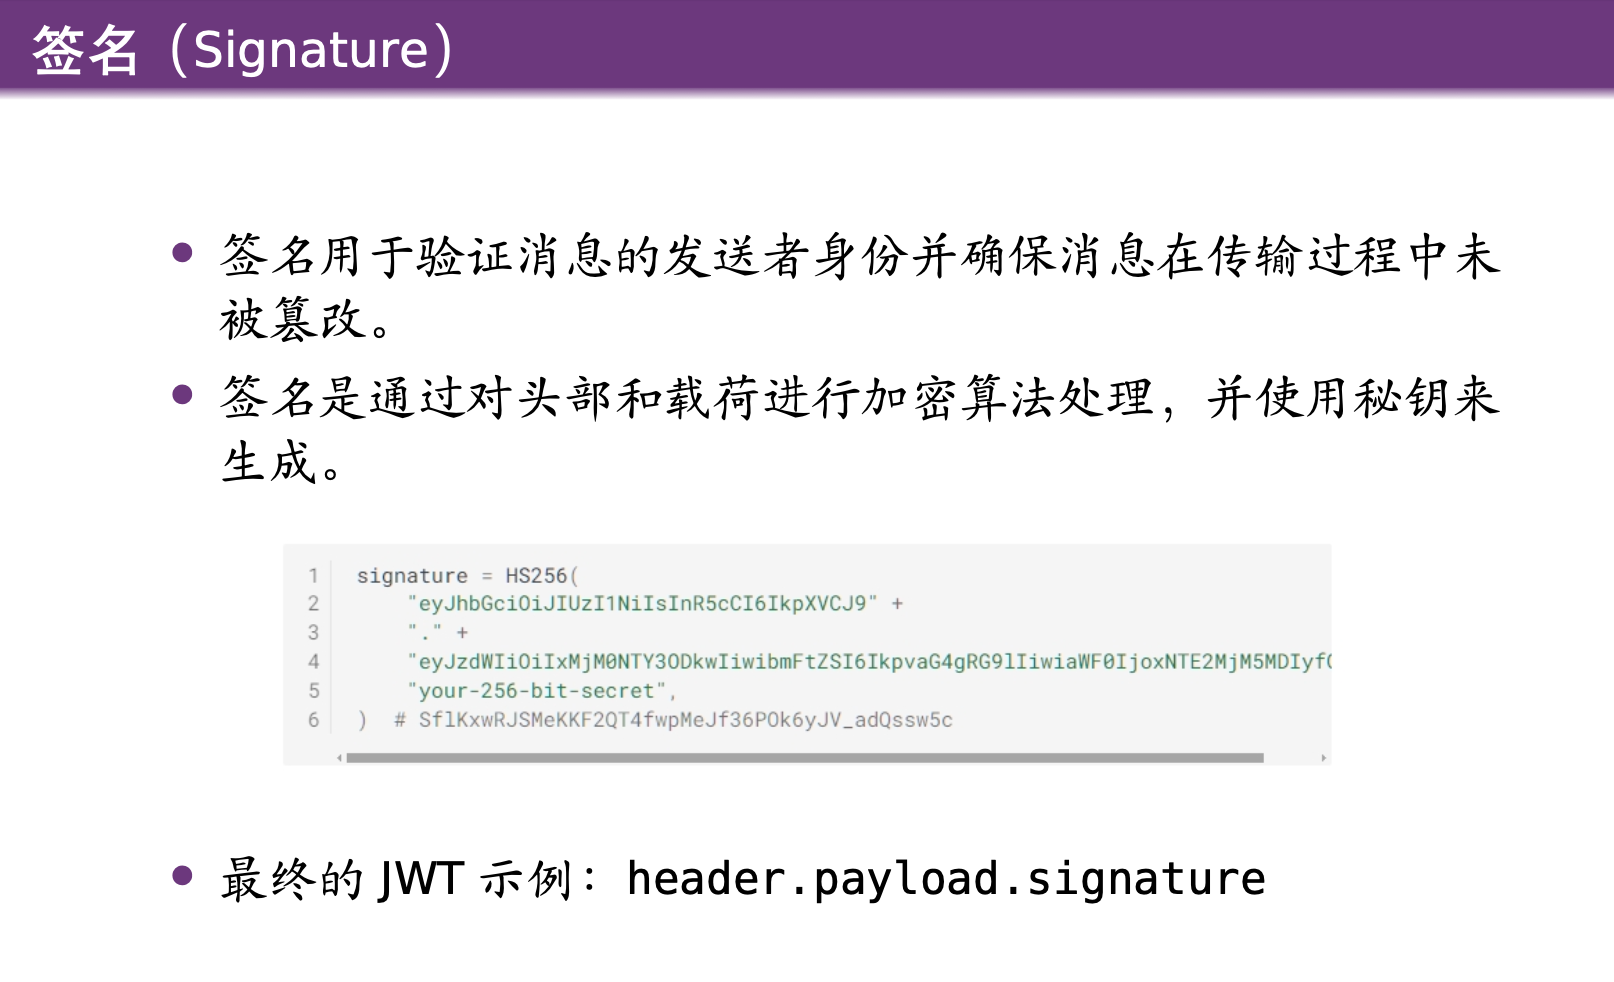 签名（Signature）
签名用于验证消息的发送者身份并确保消息在传输过程中未
被篡改。
签名是通过对头部和载荷进行加密算法处理，并使用秘钥来
生成。
1 signature = HS256(
2 "eyJhbGciOiJIUzI1NiIsInR5cCI6IkpXVCJ9" +
3 "." +
4 "eyJzdWIiOiIxMjM0NTY3ODkwIiwibmFtZSI6IkpvaG4gRG9lIiwiaWF0IjoxNTE2MjM5MDIyf
5 "your-256-bit-secret",
6 ) # SflKxwRJSMeKKF2QT4fwpMeJf36POk6yJV_adQssw5c
最终的 JWT 示例：header.payload.signature